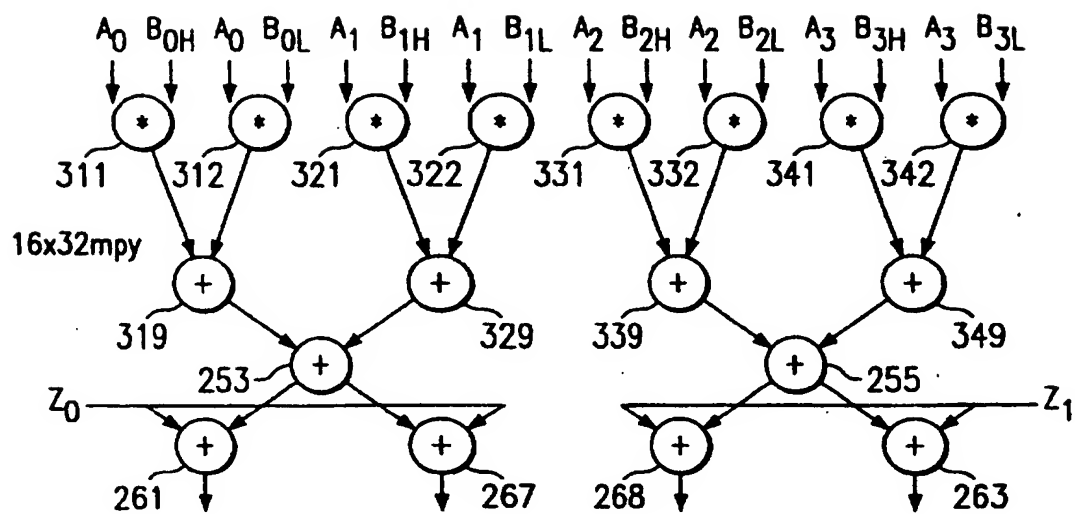 A0 B0H A0 B0L A1 B1H A1 B1L A2 B2H A2 B2L A3 B3H A3 B3L
* * * * * * * *
311 312 321 322 331 332 341 342
16x32mpy
+ + + +
319 329 339 349
+ +
253 255
Z0 Z1
+ + + +
261 267 268 263